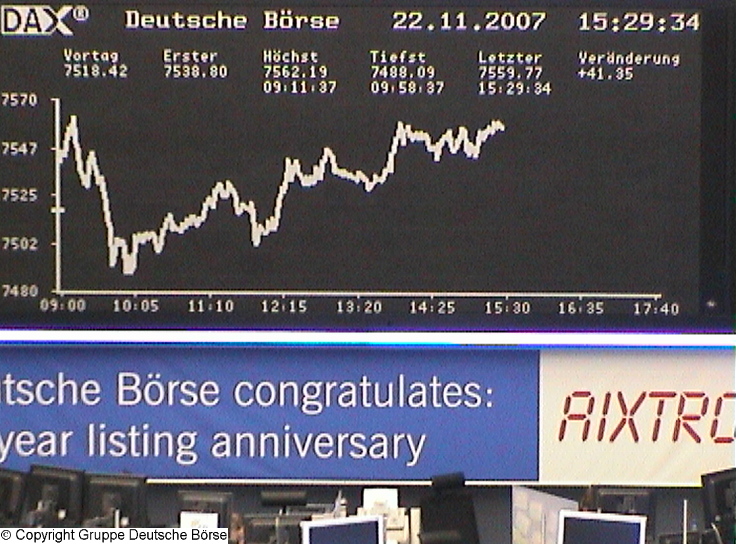 DAX® Deutsche Börse 22.11.2007 15:29:34
Vortag Erster Höchst Tiefst Letzter Veränderung
7518.42 7538.80 7562.19 7488.09 7559.77 +41.35
09:11:37 09:58:37 15:29:34
7570
7547
7525
7502
7480
09:00 10:05 11:10 12:15 13:20 14:25 15:30 16:35 17:40
utsche Börse congratulates:
year listing anniversary
AIXTRO
© Copyright Gruppe Deutsche Börse